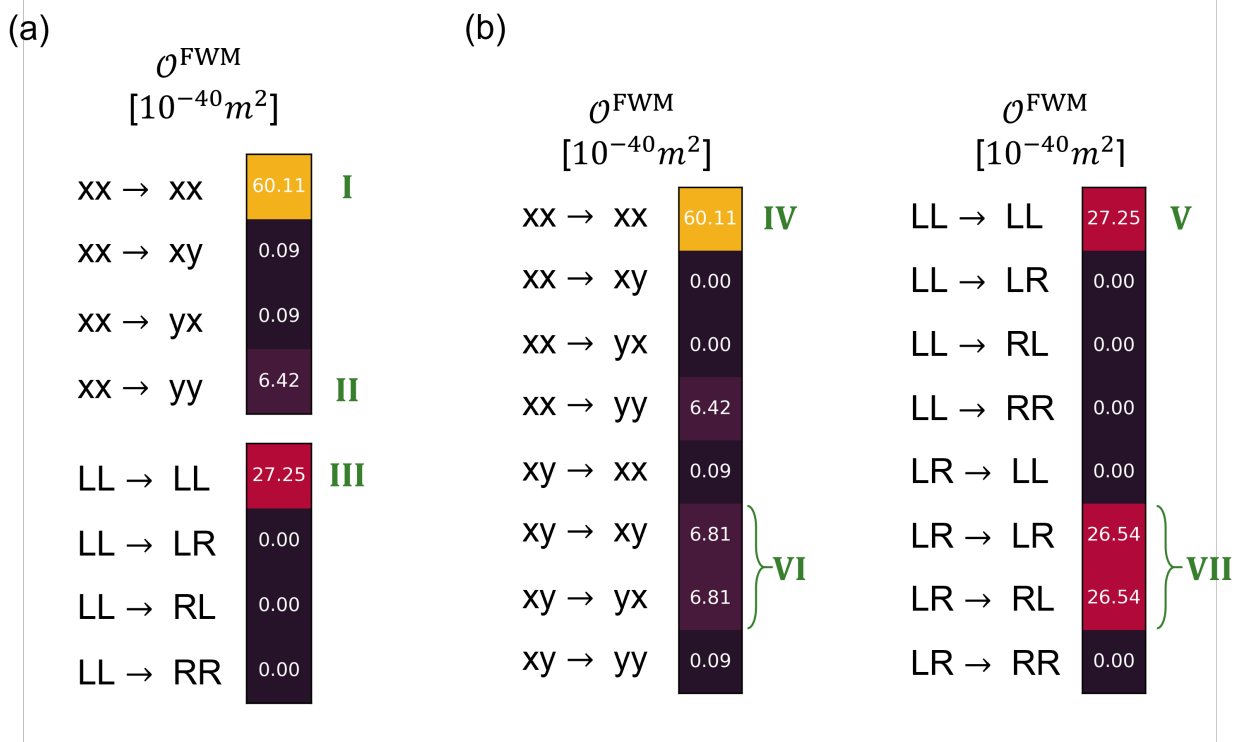 (a)
𝒪^FWM
[10^−40 m^2]
xx → xx 60.11 I
xx → xy 0.09
xx → yx 0.09
xx → yy 6.42 II
LL → LL 27.25 III
LL → LR 0.00
LL → RL 0.00
LL → RR 0.00
(b)
𝒪^FWM
[10^−40 m^2]
xx → xx 60.11 IV
xx → xy 0.00
xx → yx 0.00
xx → yy 6.42
xy → xx 0.09
xy → xy 6.81
VI
xy → yx 6.81
xy → yy 0.09
𝒪^FWM
[10^−40 m^2]
LL → LL 27.25 V
LL → LR 0.00
LL → RL 0.00
LL → RR 0.00
LR → LL 0.00
LR → LR 26.54
VII
LR → RL 26.54
LR → RR 0.00